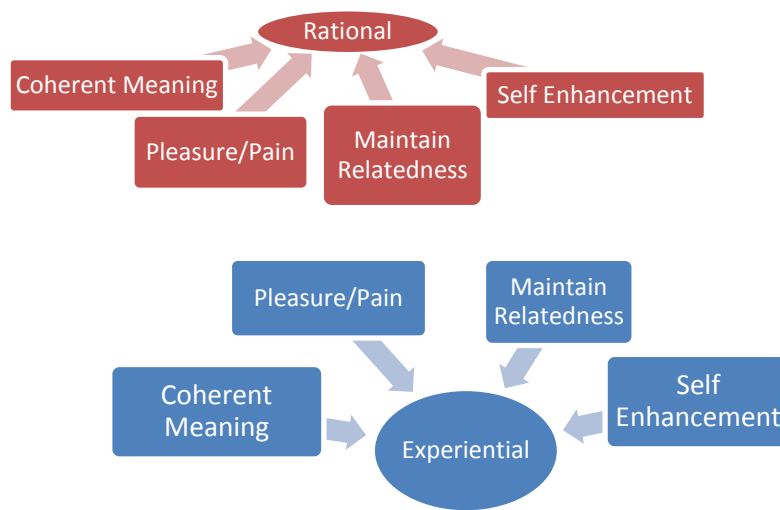 Rational
Coherent Meaning
Self Enhancement
Pleasure/Pain
Maintain
Relatedness
Pleasure/Pain
Maintain
Relatedness
Coherent
Meaning
Self
Enhancement
Experiential